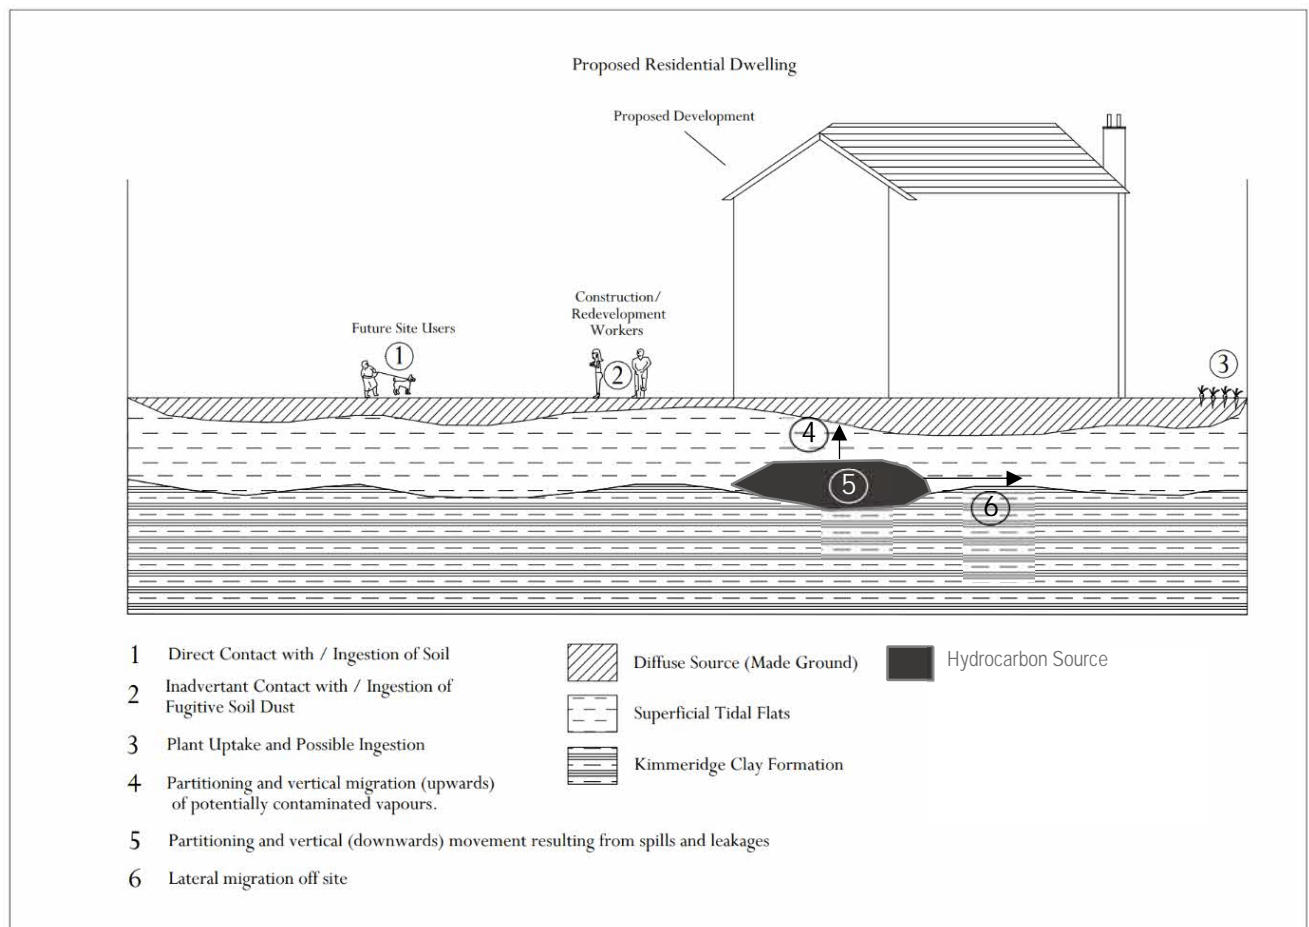 Proposed Residential Dwelling
Proposed Development
Construction/
Redevelopment
Workers
Future Site Users
1
2
3
4
5
6
1 Direct Contact with / Ingestion of Soil
2 Inadvertant Contact with / Ingestion of
Fugitive Soil Dust
3 Plant Uptake and Possible Ingestion
4 Partitioning and vertical migration (upwards)
of potentially contaminated vapours.
5 Partitioning and vertical (downwards) movement resulting from spills and leakages
6 Lateral migration off site
Diffuse Source (Made Ground)
Superficial Tidal Flats
Kimmeridge Clay Formation
Hydrocarbon Source